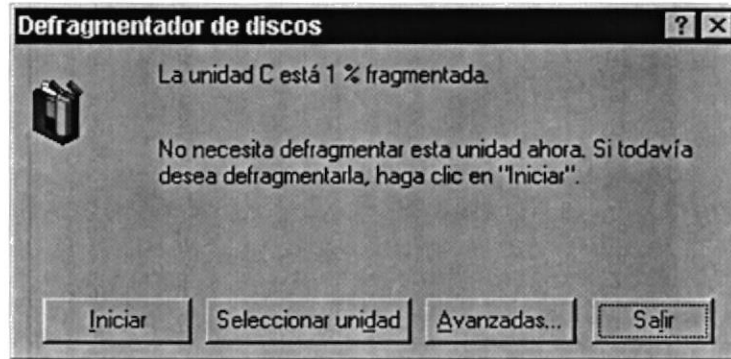 Defragmentador de discos
La unidad C está 1 % fragmentada.
No necesita defragmentar esta unidad ahora. Si todavía
desea defragmentarla, haga clic en "Iniciar".
Iniciar
Seleccionar unidad
Avanzadas...
Salir